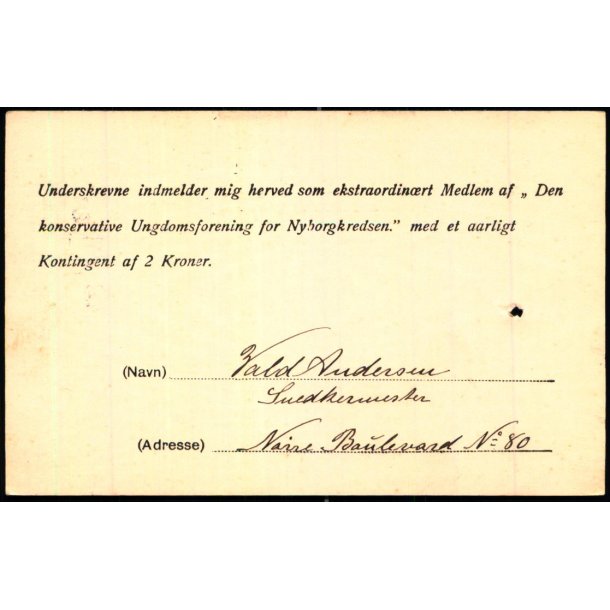 Underskrevne indmelder mig herved som ekstraordinært Medlem af „ Den
konservative Ungdomsforening for Nyborgkredsen.” med et aarligt
Kontingent af 2 Kroner.
(Navn) Vald Andersen
Snedkermester
(Adresse) Nørre Boulevard No 80